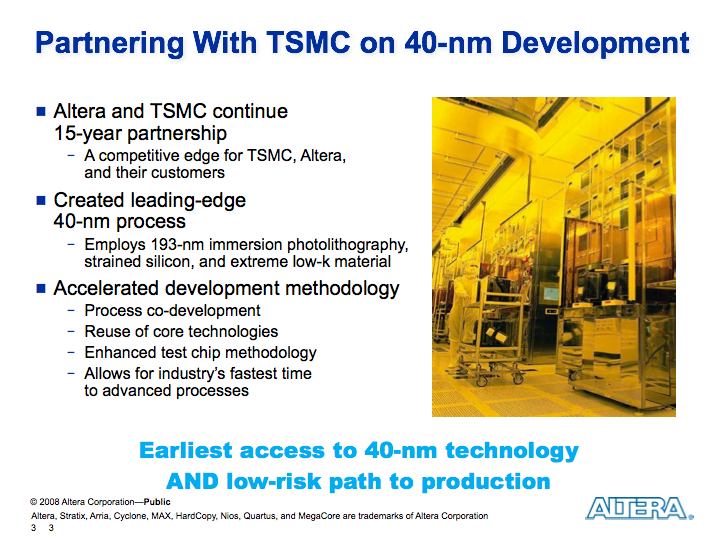 Partnering With TSMC on 40-nm Development
■ Altera and TSMC continue
15-year partnership
– A competitive edge for TSMC, Altera,
and their customers
■ Created leading-edge
40-nm process
– Employs 193-nm immersion photolithography,
strained silicon, and extreme low-k material
■ Accelerated development methodology
– Process co-development
– Reuse of core technologies
– Enhanced test chip methodology
– Allows for industry’s fastest time
to advanced processes
Earliest access to 40-nm technology
AND low-risk path to production
© 2008 Altera Corporation—Public
Altera, Stratix, Arria, Cyclone, MAX, HardCopy, Nios, Quartus, and MegaCore are trademarks of Altera Corporation
3 3
ALTERA®